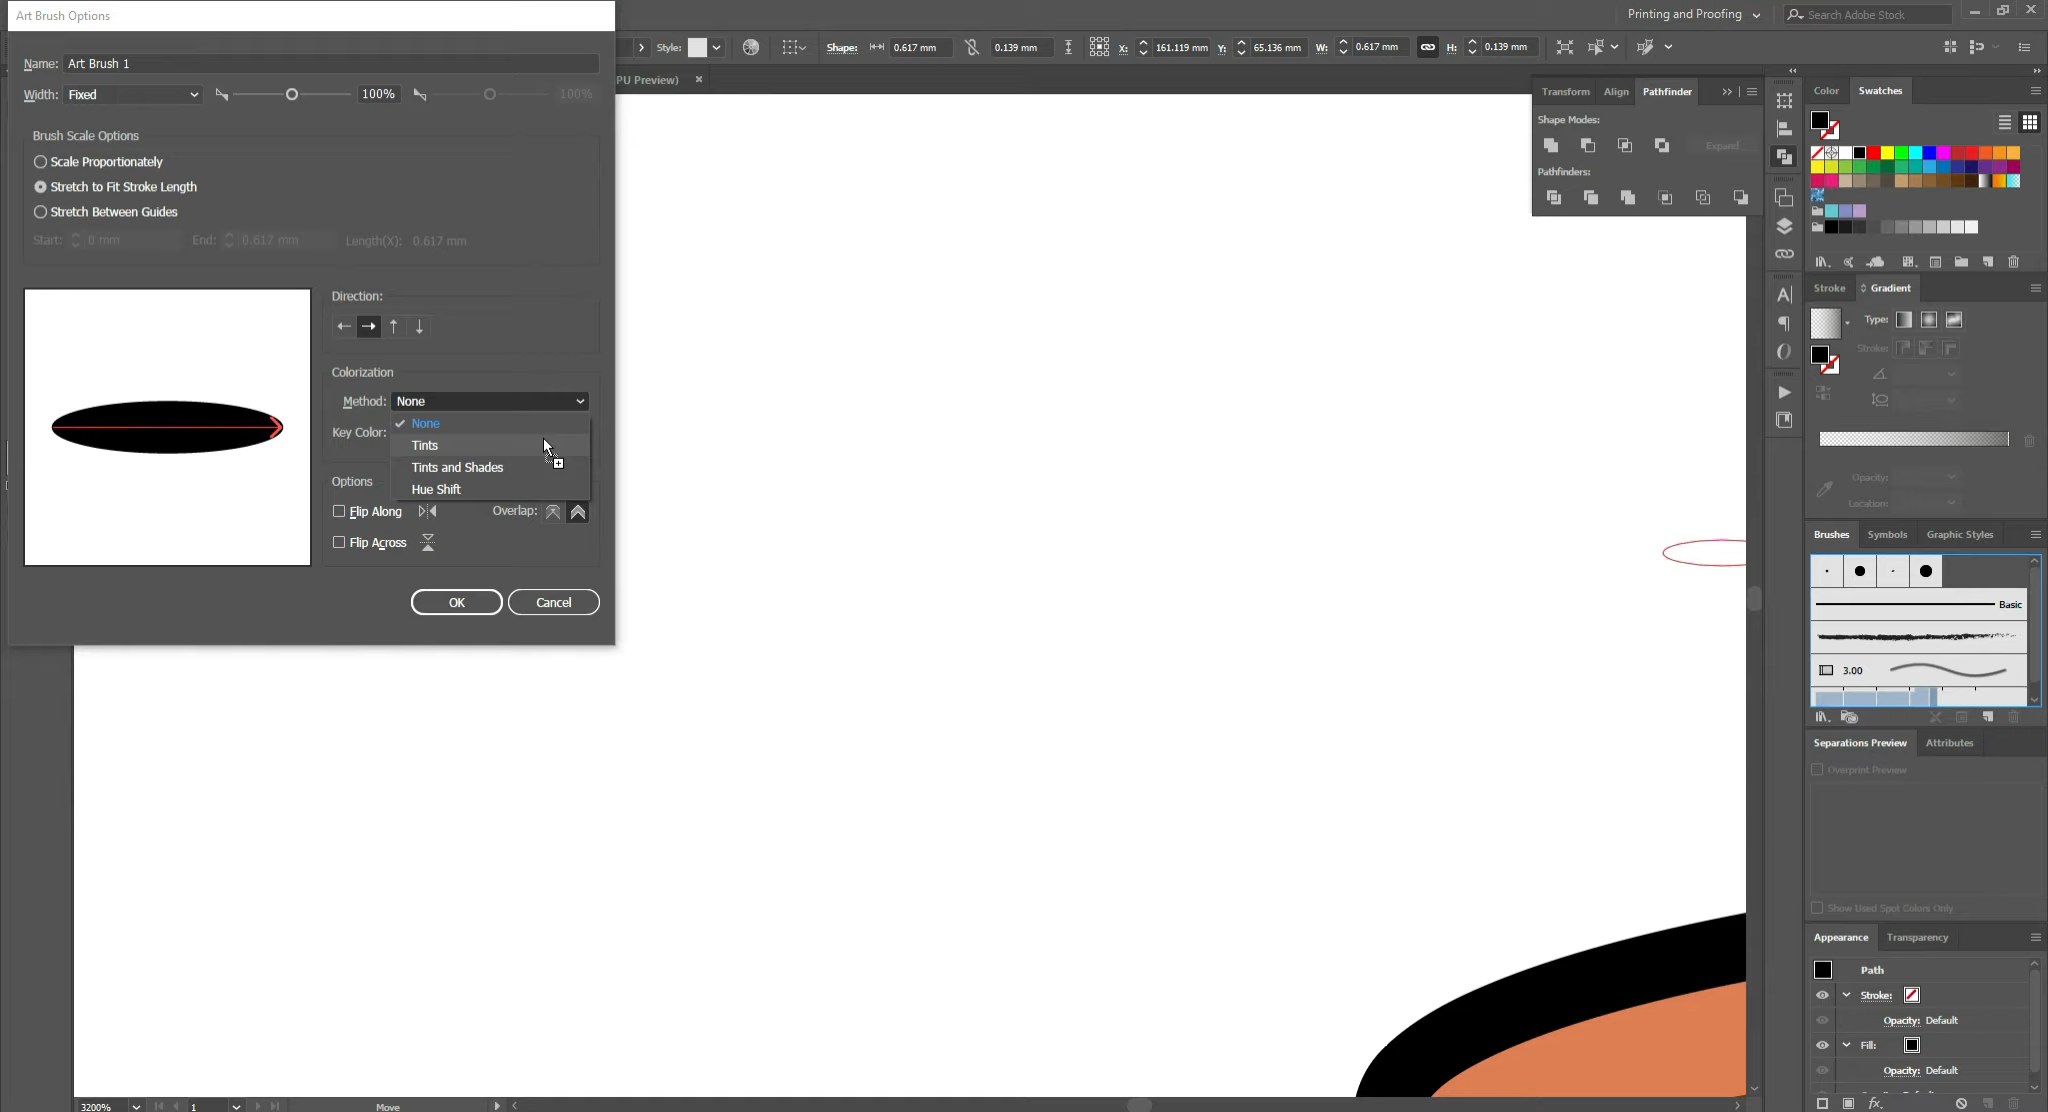 Art Brush Options
Name: Art Brush 1
Width: Fixed 100% 100%
Brush Scale Options
Scale Proportionately
Stretch to Fit Stroke Length
Stretch Between Guides
Start: 0 mm End: 0.617 mm Length(X): 0.617 mm
Direction:
Colorization
Method: None
None
Key Color:
Tints
Tints and Shades
Hue Shift
Options
Flip Along Overlap:
Flip Across
OK Cancel
Printing and Proofing Search Adobe Stock
Style: Shape: 0.617 mm 0.139 mm X: 161.119 mm Y: 65.136 mm W: 0.617 mm H: 0.139 mm
PU Preview) ×
Transform Align Pathfinder
Shape Modes:
Expand
Pathfinders:
Color Swatches
Stroke Gradient
Type:
Stroke:
Opacity:
Location:
Brushes Symbols Graphic Styles
Basic
3.00
Separations Preview Attributes
Overprint Preview
Show Used Spot Colors Only
Appearance Transparency
Path
Stroke:
Opacity: Default
Fill:
Opacity: Default
fx
3200% 1 Move